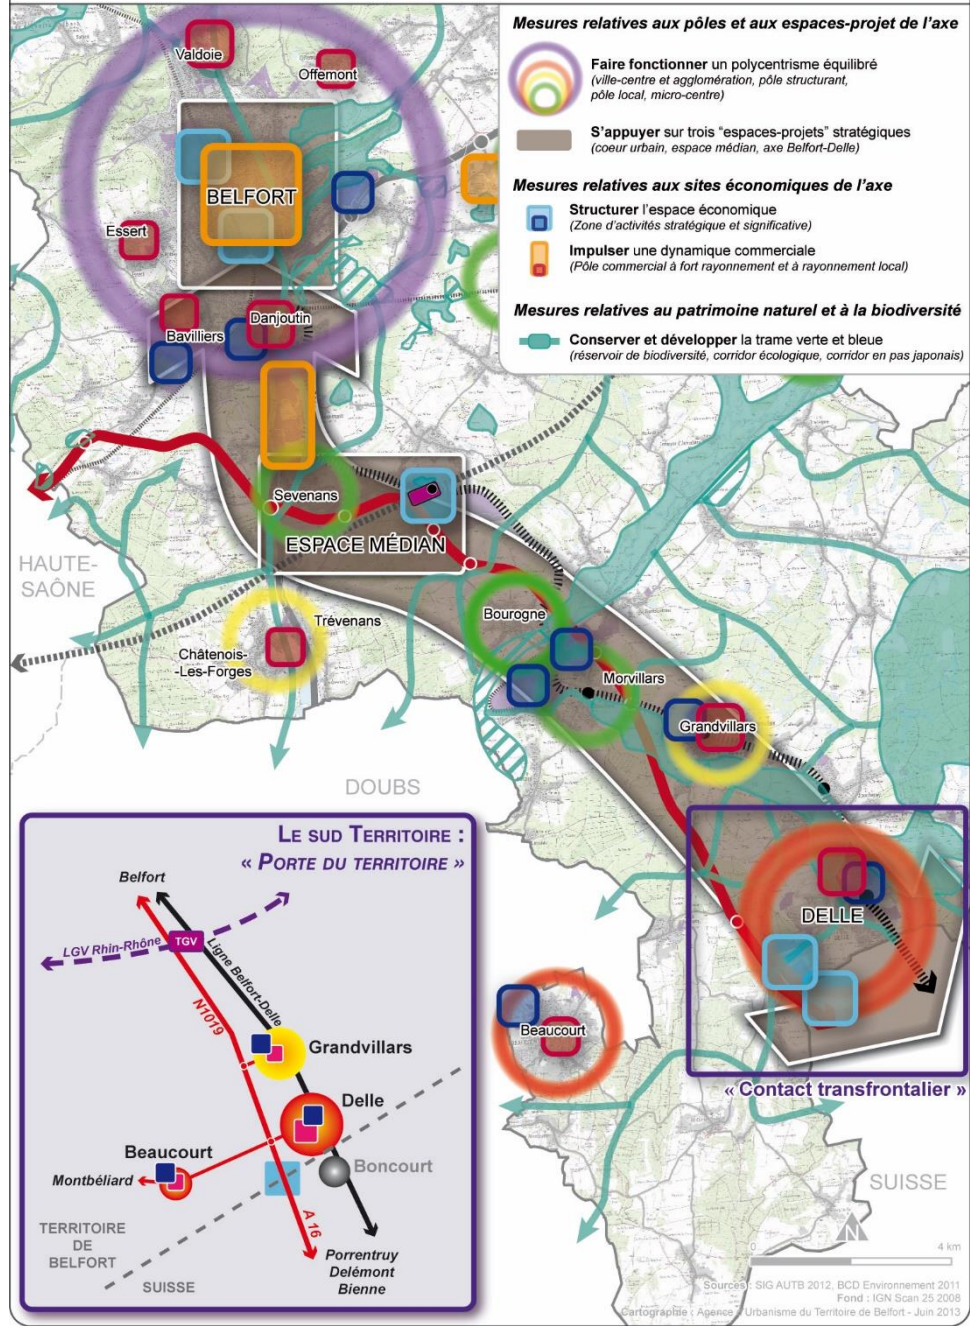 Mesures relatives aux pôles et aux espaces-projet de l'axe
Faire fonctionner un polycentrisme équilibré
(ville-centre et agglomération, pôle structurant,
pôle local, micro-centre)
S'appuyer sur trois "espaces-projets" stratégiques
(coeur urbain, espace médian, axe Belfort-Delle)
Mesures relatives aux sites économiques de l'axe
Structurer l'espace économique
(Zone d'activités stratégique et significative)
Impulser une dynamique commerciale
(Pôle commercial à fort rayonnement et à rayonnement local)
Mesures relatives au patrimoine naturel et à la biodiversité
Conserver et développer la trame verte et bleue
(réservoir de biodiversité, corridor écologique, corridor en pas japonais)
Valdoie
Offemont
BELFORT
Essert
Bavilliers
Danjoutin
Sevenans
ESPACE MÉDIAN
HAUTE-
SAÔNE
Trévenans
Châtenois-
-Les-Forges
Bourogne
Morvillars
Grandvillars
DOUBS
DELLE
Beaucourt
« Contact transfrontalier »
SUISSE
LE SUD TERRITOIRE :
« PORTE DU TERRITOIRE »
Belfort
LGV Rhin-Rhône
TGV
Ligne Belfort-Delle
N1019
Grandvillars
Delle
Beaucourt
Montbéliard
Boncourt
A 16
TERRITOIRE
DE
BELFORT
SUISSE
Porrentruy
Delémont
Bienne
N
0
4 km
Sources : SIG AUTB 2012, BCD Environnement 2011
Fond : IGN Scan 25 2008
Cartographie : Agence d'Urbanisme du Territoire de Belfort - Juin 2013